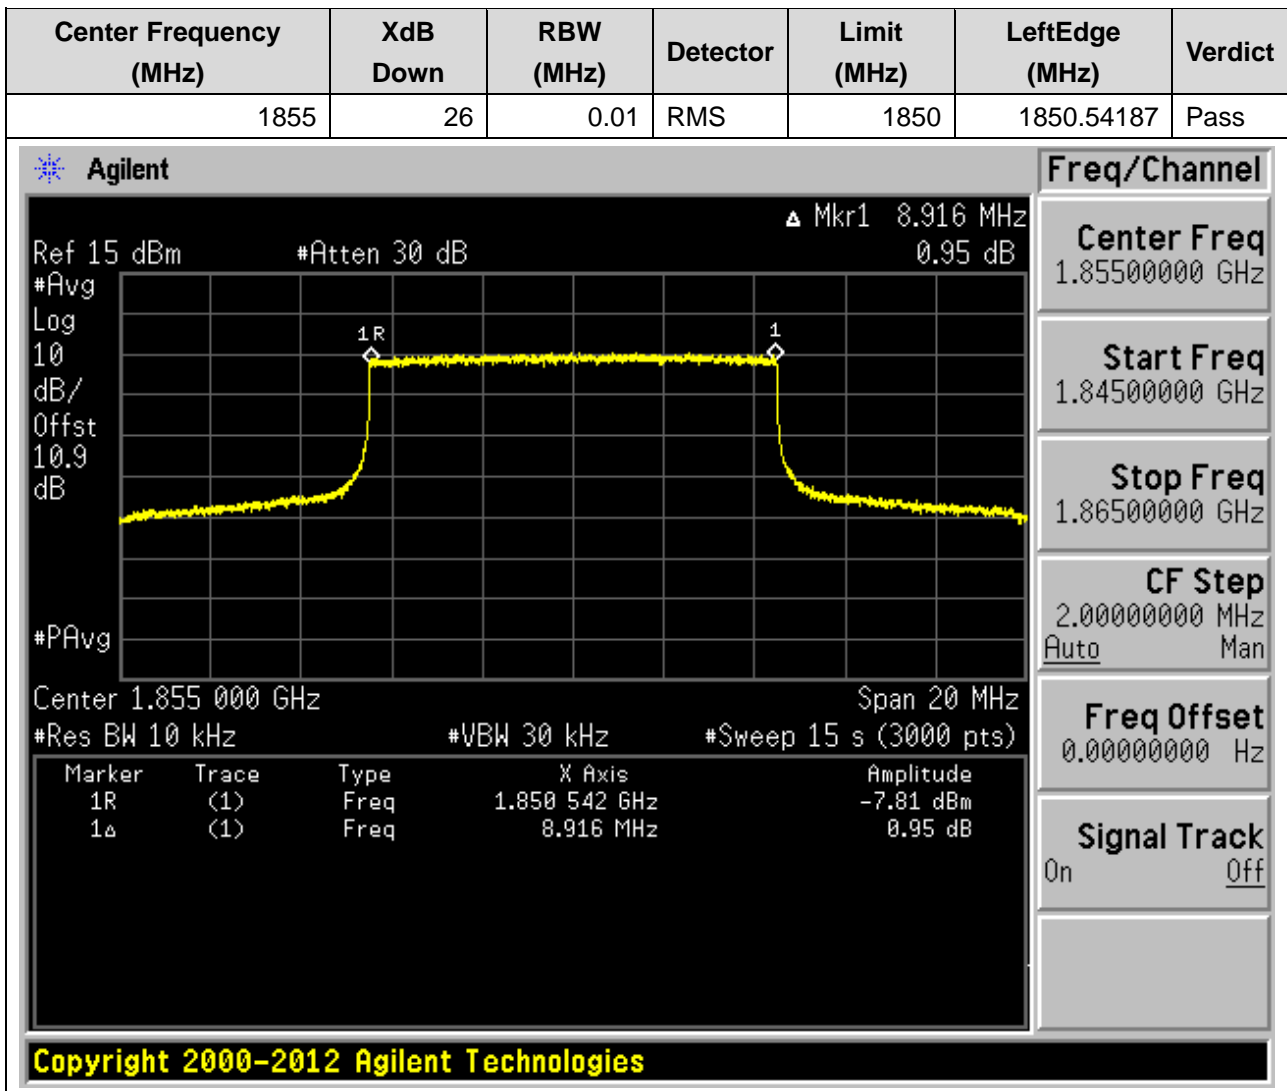 Center Frequency (MHz) XdB Down RBW (MHz) Detector Limit (MHz) LeftEdge (MHz) Verdict
1855 26 0.01 RMS 1850 1850.54187 Pass
Agilent
Freq/Channel
Δ Mkr1 8.916 MHz
Ref 15 dBm #Atten 30 dB 0.95 dB
#Avg
Log
10
dB/
Offst
10.9
dB
1R
1
#PAvg
Center 1.855 000 GHz Span 20 MHz
#Res BW 10 kHz #VBW 30 kHz #Sweep 15 s (3000 pts)
Marker Trace Type X Axis Amplitude
1R (1) Freq 1.850 542 GHz -7.81 dBm
1Δ (1) Freq 8.916 MHz 0.95 dB
Center Freq
1.85500000 GHz
Start Freq
1.84500000 GHz
Stop Freq
1.86500000 GHz
CF Step
2.00000000 MHz
Auto Man
Freq Offset
0.00000000 Hz
Signal Track
On Off
Copyright 2000-2012 Agilent Technologies